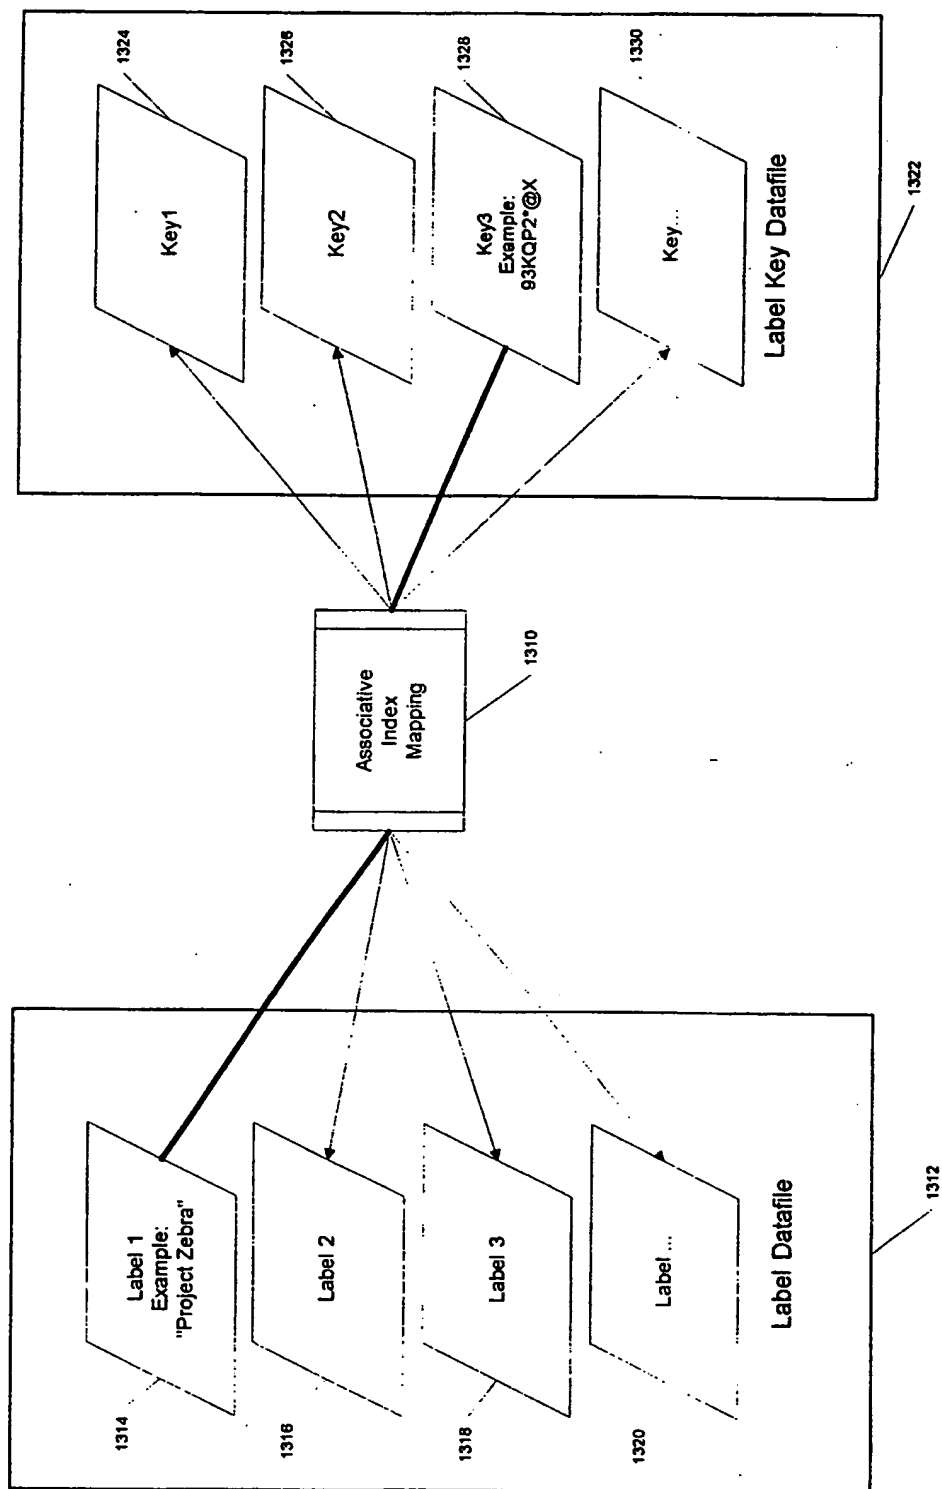 1314
Label 1
Example:
"Project Zebra"
1316
Label 2
1318
Label 3
1320
Label ...
Label Datafile
1312
Associative
Index
Mapping
1310
1324
Key1
1326
Key2
1328
Key3
Example:
93KQP2*@X
1330
Key...
Label Key Datafile
1322